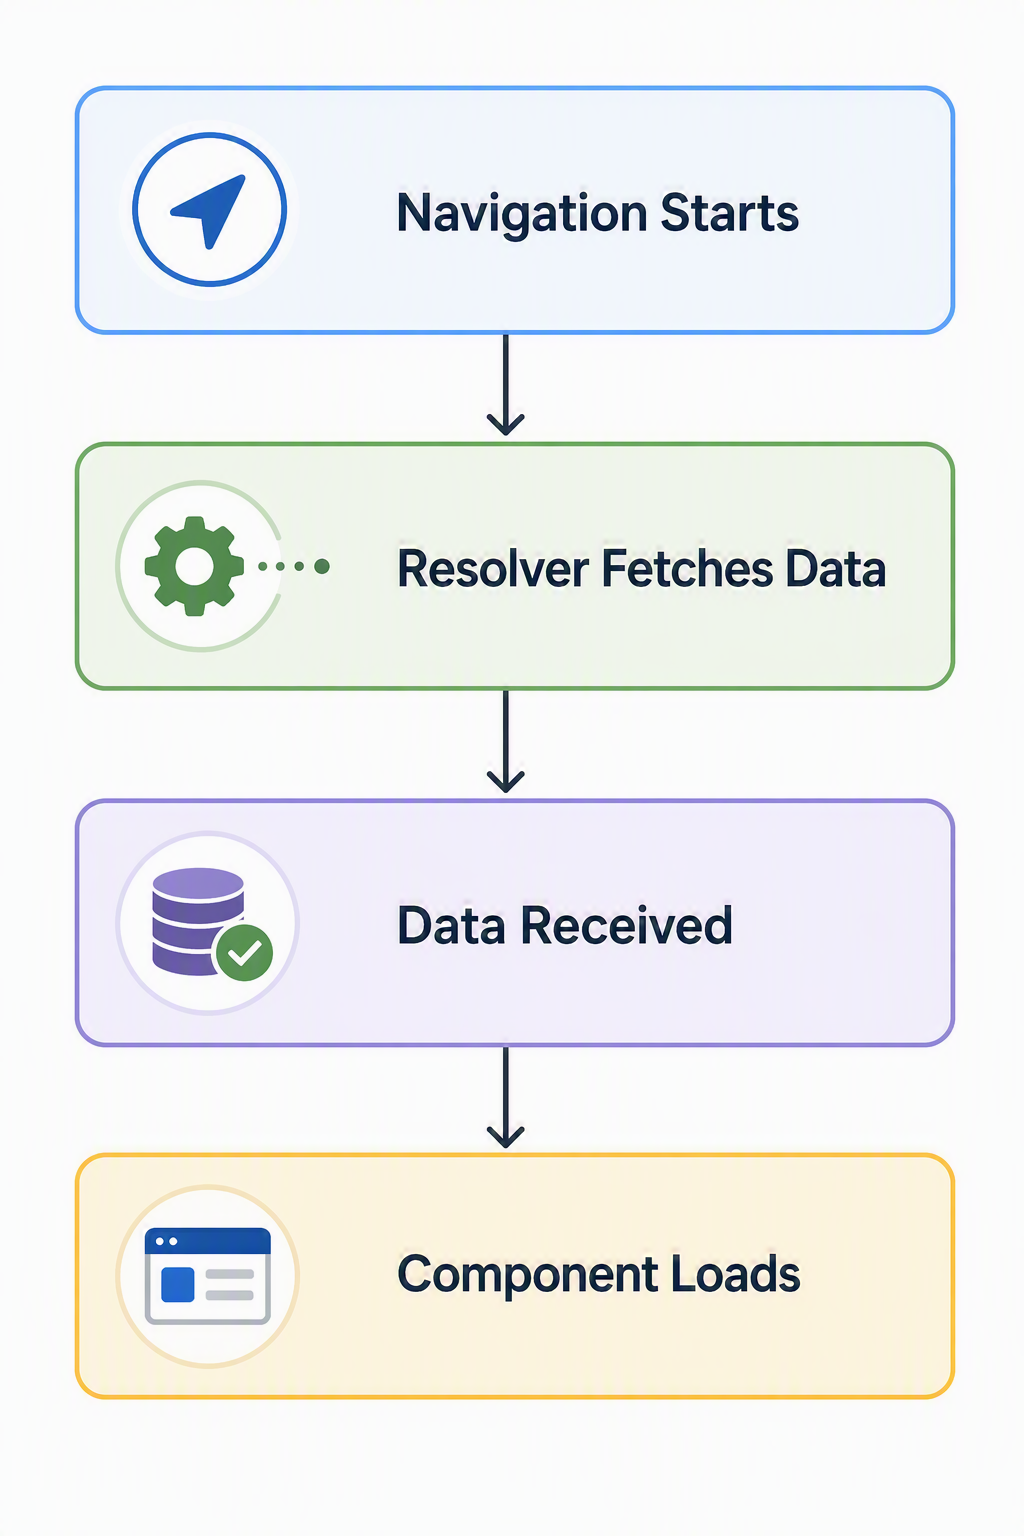 Navigation Starts
Resolver Fetches Data
Data Received
Component Loads